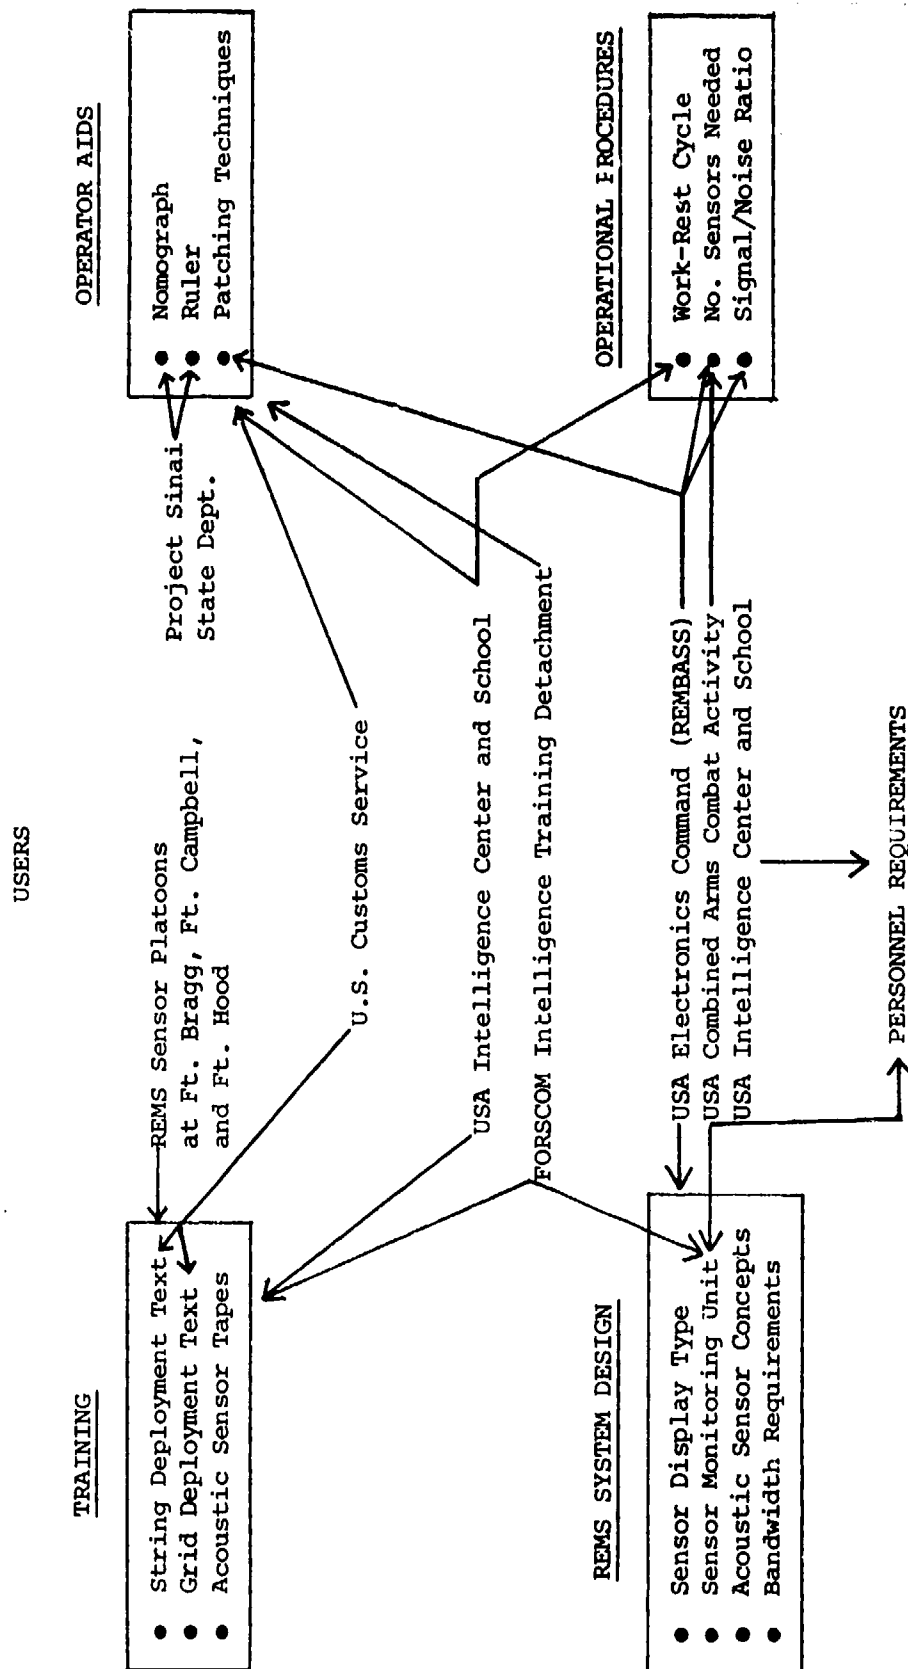 USERS
TRAINING
● String Deployment Text
● Grid Deployment Text
● Acoustic Sensor Tapes
REMS Sensor Platoons
at Ft. Bragg, Ft. Campbell,
and Ft. Hood
Project Sinai
State Dept.
OPERATOR AIDS
● Nomograph
● Ruler
● Patching Techniques
U.S. Customs Service
USA Intelligence Center and School
FORSCOM Intelligence Training Detachment
REMS SYSTEM DESIGN
● Sensor Display Type
● Sensor Monitoring Unit
● Acoustic Sensor Concepts
● Bandwidth Requirements
USA Electronics Command (REMBASS)
USA Combined Arms Combat Activity
USA Intelligence Center and School
OPERATIONAL PROCEDURES
● Work-Rest Cycle
● No. Sensors Needed
● Signal/Noise Ratio
PERSONNEL REQUIREMENTS